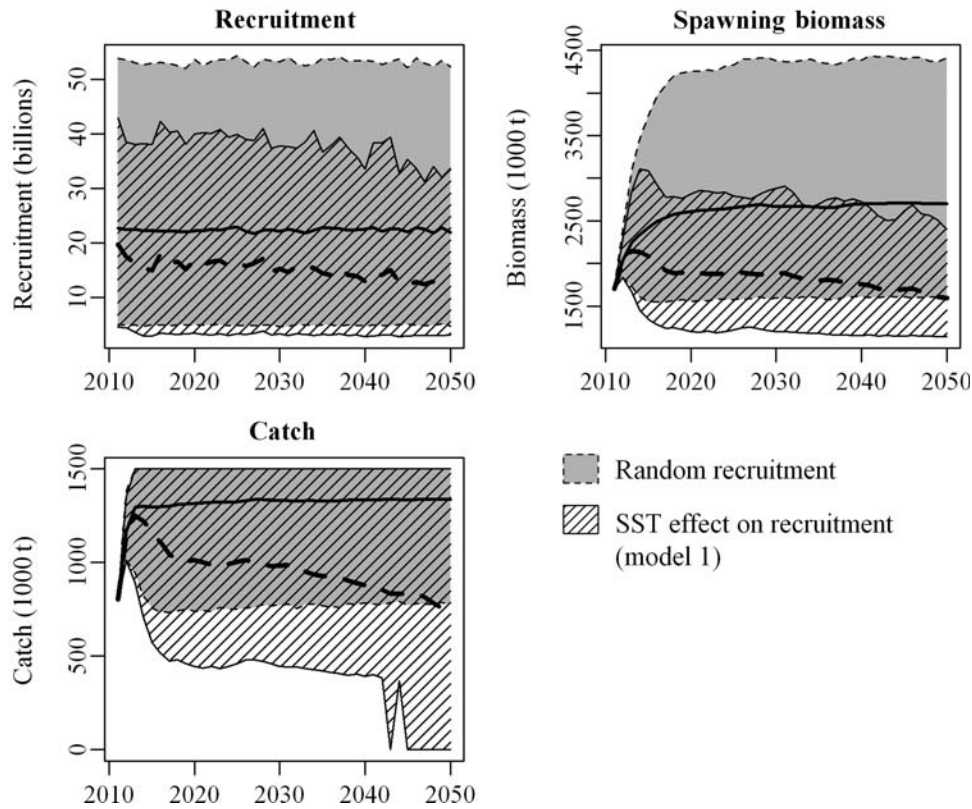 Recruitment
Recruitment (billions)
50
40
30
20
10
2010 2020 2030 2040 2050
Spawning biomass
Biomass (1000 t)
4500
3500
2500
1500
2010 2020 2030 2040 2050
Catch
Catch (1000 t)
1500
1000
500
0
2010 2020 2030 2040 2050
Random recruitment
SST effect on recruitment
(model 1)